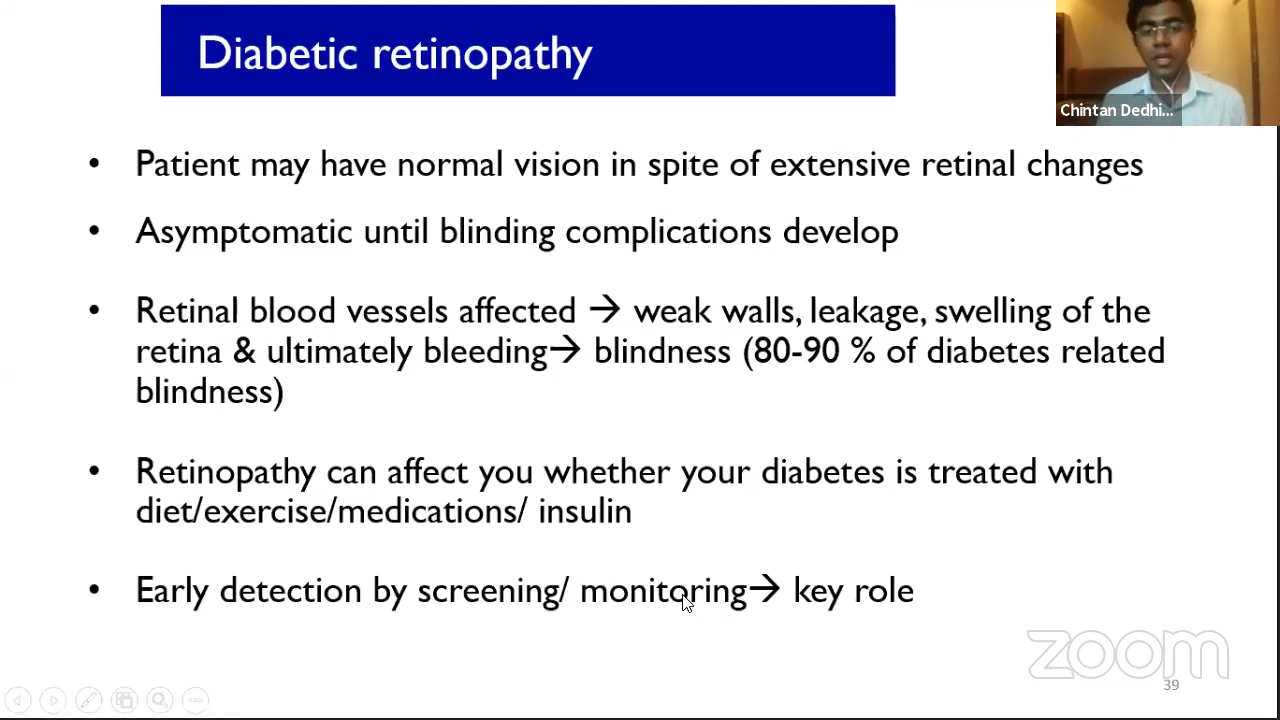 Diabetic retinopathy
Chintan Dedhi...
• Patient may have normal vision in spite of extensive retinal changes
• Asymptomatic until blinding complications develop
• Retinal blood vessels affected → weak walls, leakage, swelling of the
retina & ultimately bleeding→ blindness (80-90 % of diabetes related
blindness)
• Retinopathy can affect you whether your diabetes is treated with
diet/exercise/medications/ insulin
• Early detection by screening/ monitoring→ key role
zoom
39